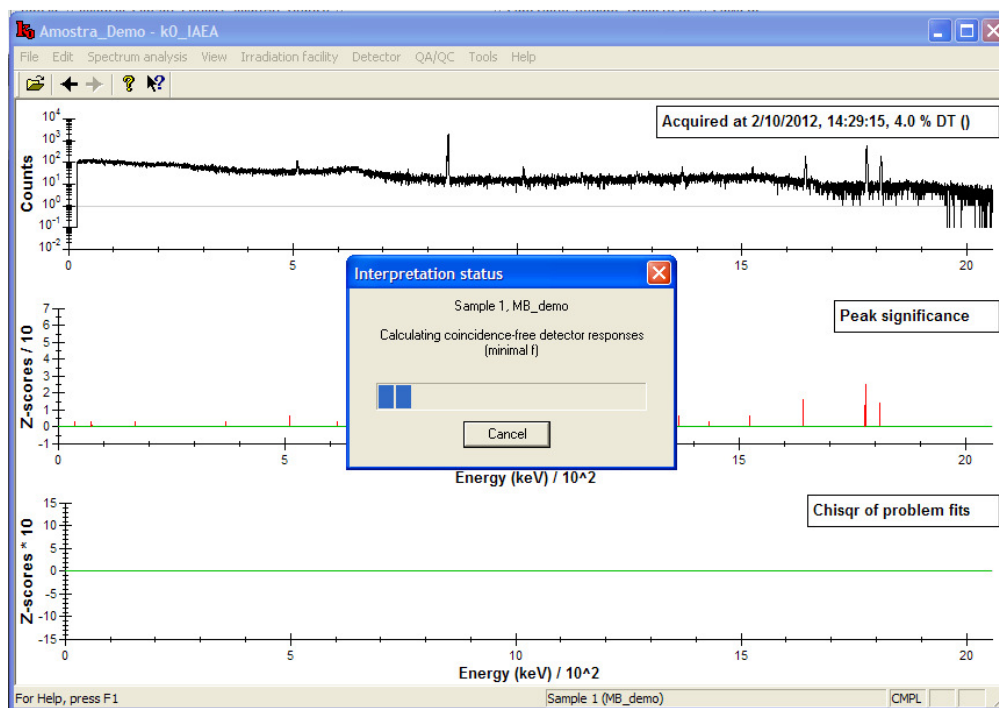 Amostra_Demo - k0_IAEA
File Edit Spectrum analysis View Irradiation facility Detector QA/QC Tools Help
Acquired at 2/10/2012, 14:29:15, 4.0 % DT ()
Counts
10^4
10^3
10^2
10^1
10^0
10^-1
10^-2
0 5 15 20
Interpretation status
Sample 1, MB_demo
Calculating coincidence-free detector responses
(minimal f)
Cancel
Peak significance
Z-scores / 10
7
6
5
4
3
2
1
0
-1
0 5 15 20
Energy (keV) / 10^2
Chisqr of problem fits
Z-scores * 10
15
10
5
0
-5
-10
-15
0 5 10 15 20
Energy (keV) / 10^2
For Help, press F1 Sample 1 (MB_demo) CMPL